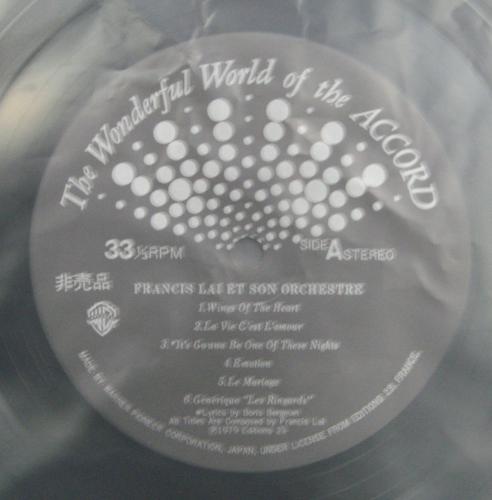 The Wonderful World of the ACCORD
33⅓RPM
SIDE A STEREO
非売品
FRANCIS LAI ET SON ORCHESTRE
1.Wings Of The Heart
2.La Vie C'est L'amour
3.*It's Gonna Be One Of These Nights
4.Emotion
5.Le Mariage
6.Générique "Les Ringards"
*Lyrics by Boris Bergman
All Titles Are Composed by Francis Lai
℗1979 Editions 23
MADE BY WARNER PIONEER CORPORATION, JAPAN, UNDER LICENSE FROM EDITIONS 23, FRANCE.